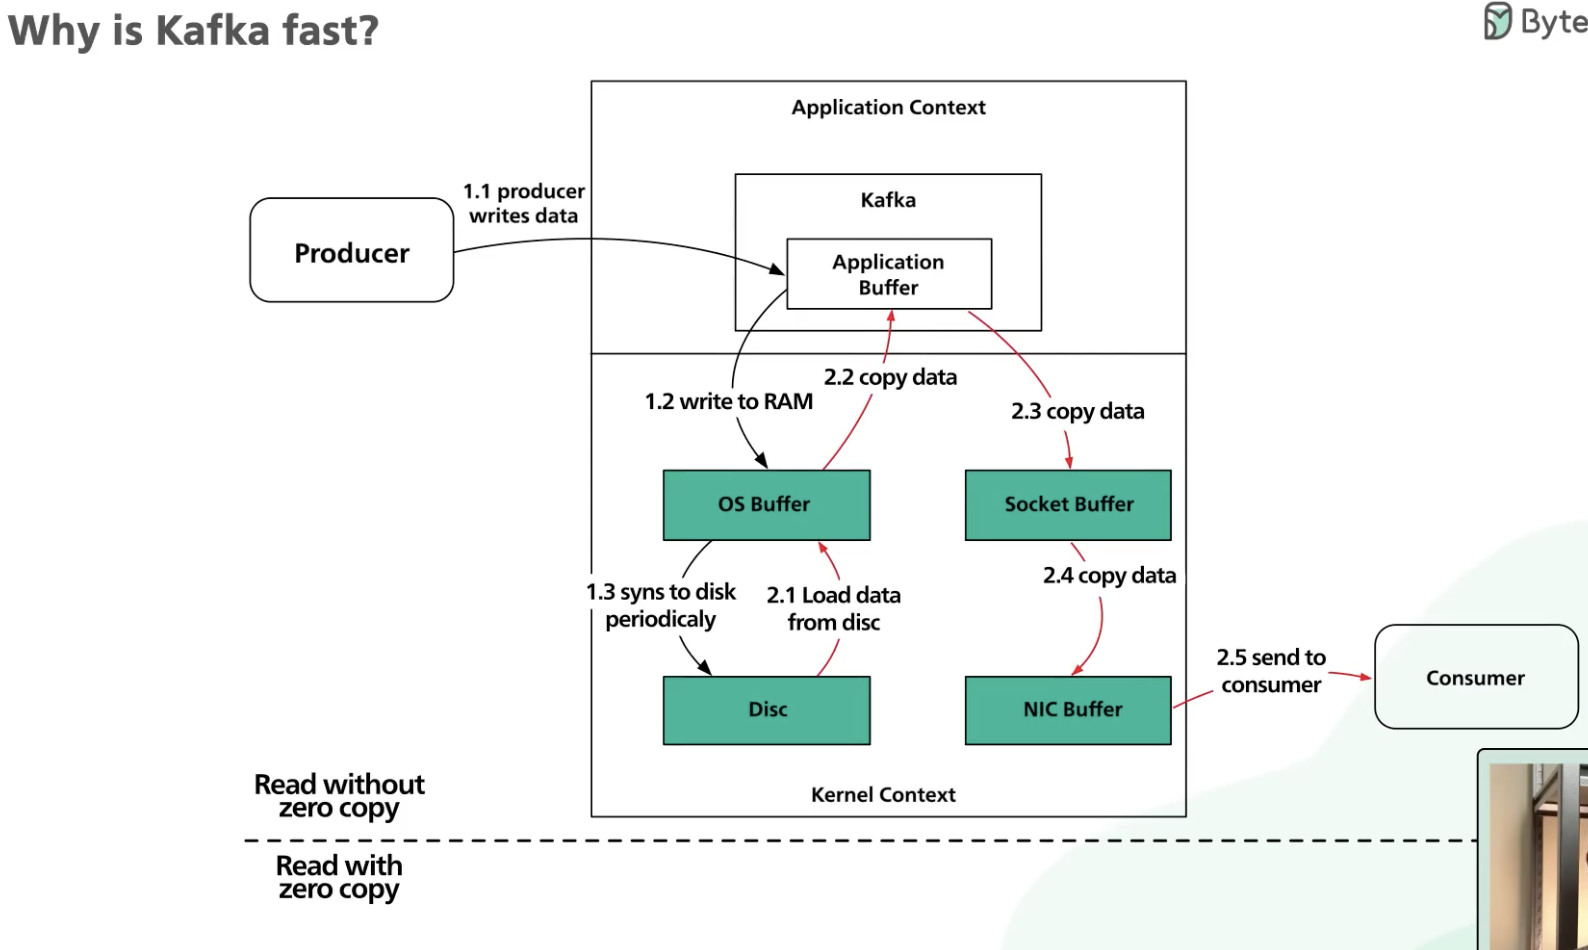 Why is Kafka fast?
Byte
Application Context
Kafka
Application
Buffer
1.1 producer
writes data
Producer
2.2 copy data
1.2 write to RAM
2.3 copy data
OS Buffer
Socket Buffer
1.3 syns to disk
periodicaly
2.1 Load data
from disc
2.4 copy data
2.5 send to
consumer
Consumer
Disc
NIC Buffer
Kernel Context
Read without
zero copy
Read with
zero copy